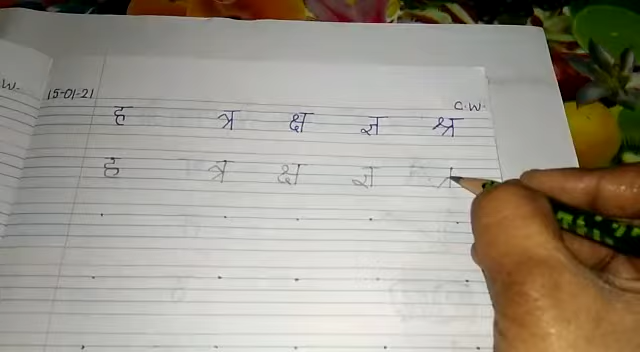 W.
15-01-21
C.W.
ह त्र क्ष ज्ञ श्र
ह त्र क्ष ज्ञ